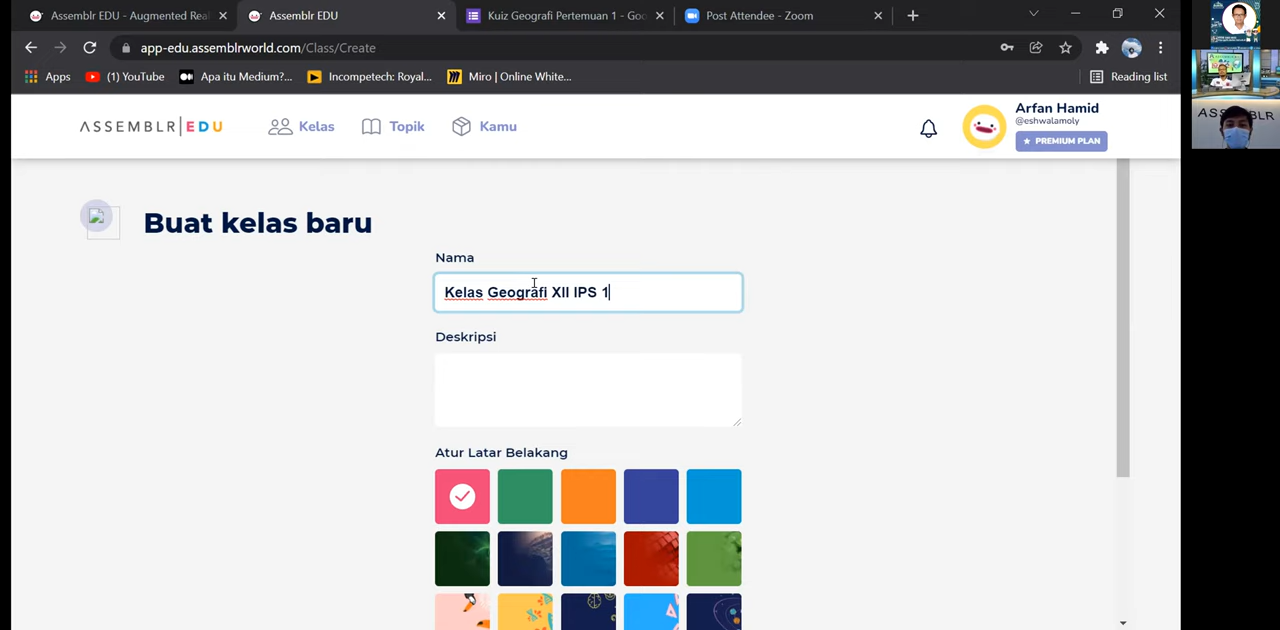 Assemblr EDU - Augmented Real
Assemblr EDU
Kuiz Geografi Pertemuan 1 - Goo
Post Attendee - Zoom
app-edu.assemblrworld.com/Class/Create
Apps
(1) YouTube
Apa itu Medium?...
Incompetech: Royal...
Miro | Online White...
Reading list
ASSEMBLR EDU
Kelas
Topik
Kamu
Arfan Hamid
@eshwalamoly
PREMIUM PLAN
Buat kelas baru
Nama
Kelas Geografi XII IPS 1
Deskripsi
Atur Latar Belakang